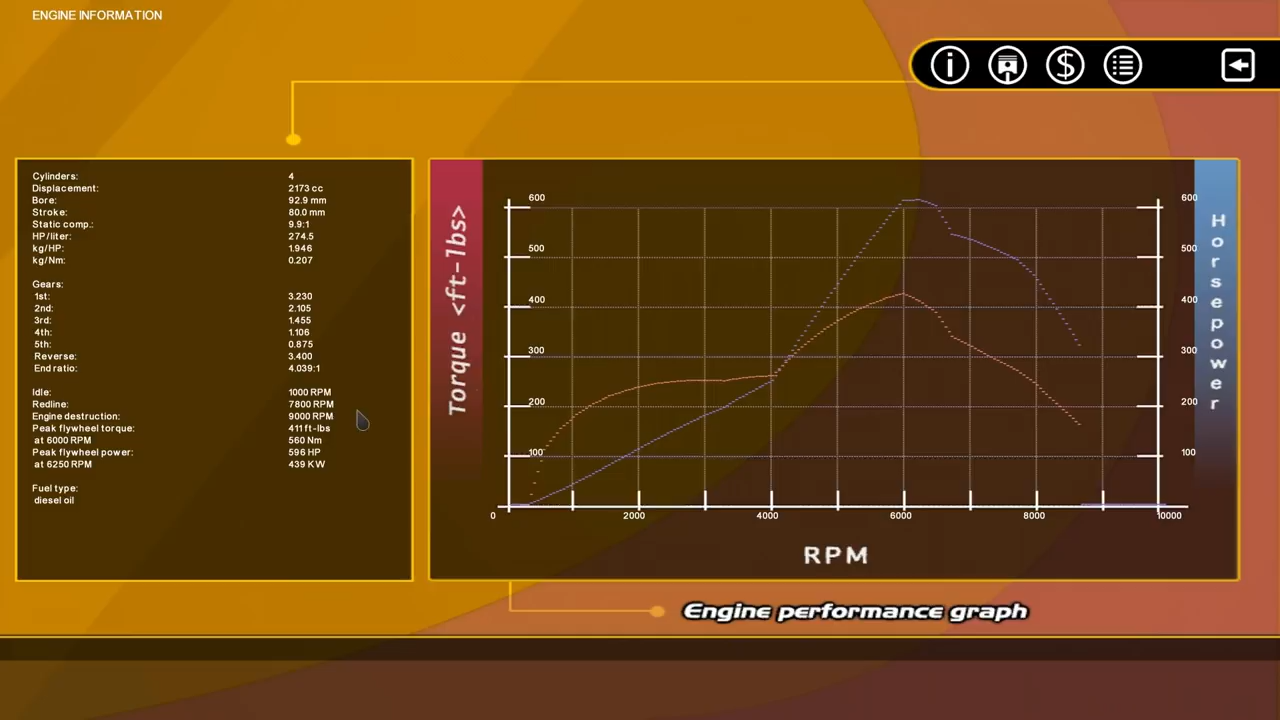 ENGINE INFORMATION
$
Cylinders: 4
Displacement: 2173 cc
Bore: 92.9 mm
Stroke: 80.0 mm
Static comp.: 9.9:1
HP/liter: 274.5
kg/HP: 1.946
kg/Nm: 0.207
Gears:
1st: 3.230
2nd: 2.105
3rd: 1.455
4th: 1.106
5th: 0.875
Reverse: 3.400
End ratio: 4.039:1
Idle: 1000 RPM
Redline: 7800 RPM
Engine destruction: 9000 RPM
Peak flywheel torque: 411 ft-lbs
at 6000 RPM 560 Nm
Peak flywheel power: 596 HP
at 6250 RPM 439 KW
Fuel type:
diesel oil
Torque <ft-lbs>
600
500
400
300
200
100
0 2000 4000 6000 8000 10000
600
500
400
300
200
100
Horsepower
RPM
Engine performance graph